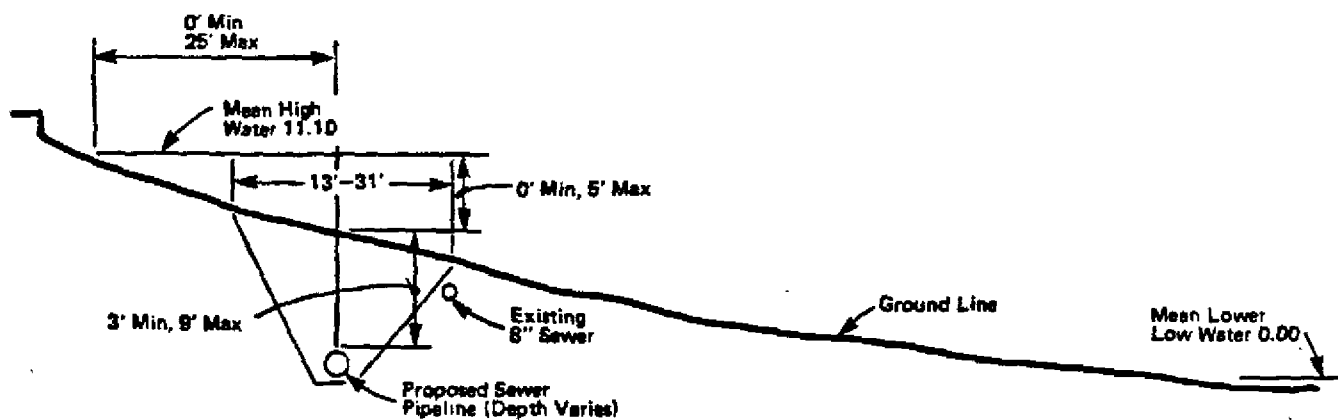 0' Min
25' Max
Mean High
Water 11.10
13'-31'
0' Min, 5' Max
3' Min, 9' Max
Existing
8" Sewer
Ground Line
Mean Lower
Low Water 0.00
Proposed Sewer
Pipeline (Depth Varies)